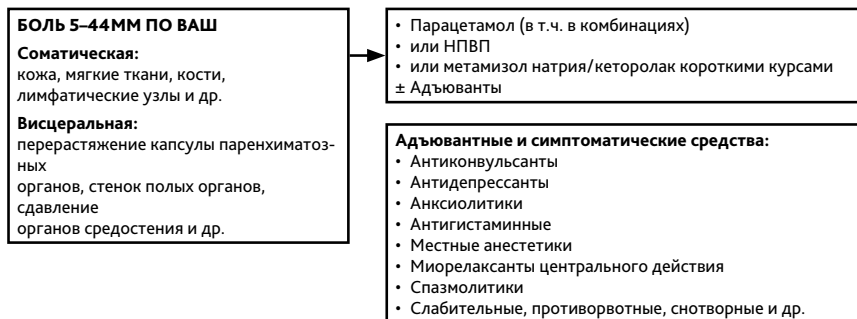 БОЛЬ 5–44ММ ПО ВАШ
Соматическая:
кожа, мягкие ткани, кости,
лимфатические узлы и др.
Висцеральная:
перерастяжение капсулы паренхиматоз-
ных
органов, стенок полых органов,
сдавление
органов средостения и др.
• Парацетамол (в т.ч. в комбинациях)
• или НПВП
• или метамизол натрия/кеторолак короткими курсами
± Адъюванты
Адъювантные и симптоматические средства:
• Антиконвульсанты
• Антидепрессанты
• Анксиолитики
• Антигистаминные
• Местные анестетики
• Миорелаксанты центрального действия
• Спазмолитики
• Слабительные, противорвотные, снотворные и др.